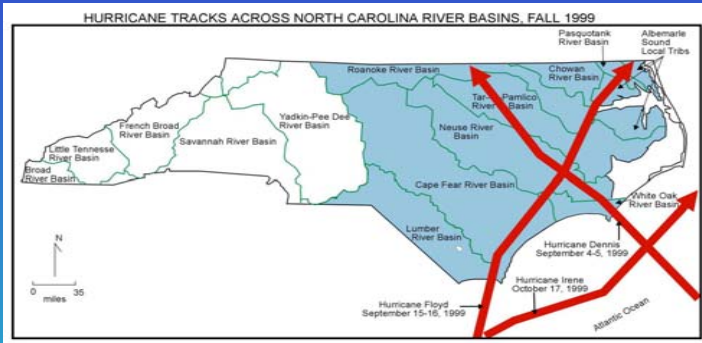 HURRICANE TRACKS ACROSS NORTH CAROLINA RIVER BASINS, FALL 1999
Pasquotank
River Basin
Albemarle
Sound
Local Tribs
Roanoke River Basin
Chowan
River Basin
Tar-Pamlico
River Basin
French Broad
River Basin
Yadkin-Pee Dee
River Basin
Neuse River
Basin
Little Tennesse
River Basin
Savannah River Basin
Broad
River Basin
Cape Fear River Basin
White Oak
River Basin
Lumber
River Basin
N
Hurricane Dennis
September 4-5, 1999
0 35
miles
Hurricane Irene
October 17, 1999
Hurricane Floyd
September 15-16, 1999
Atlantic Ocean